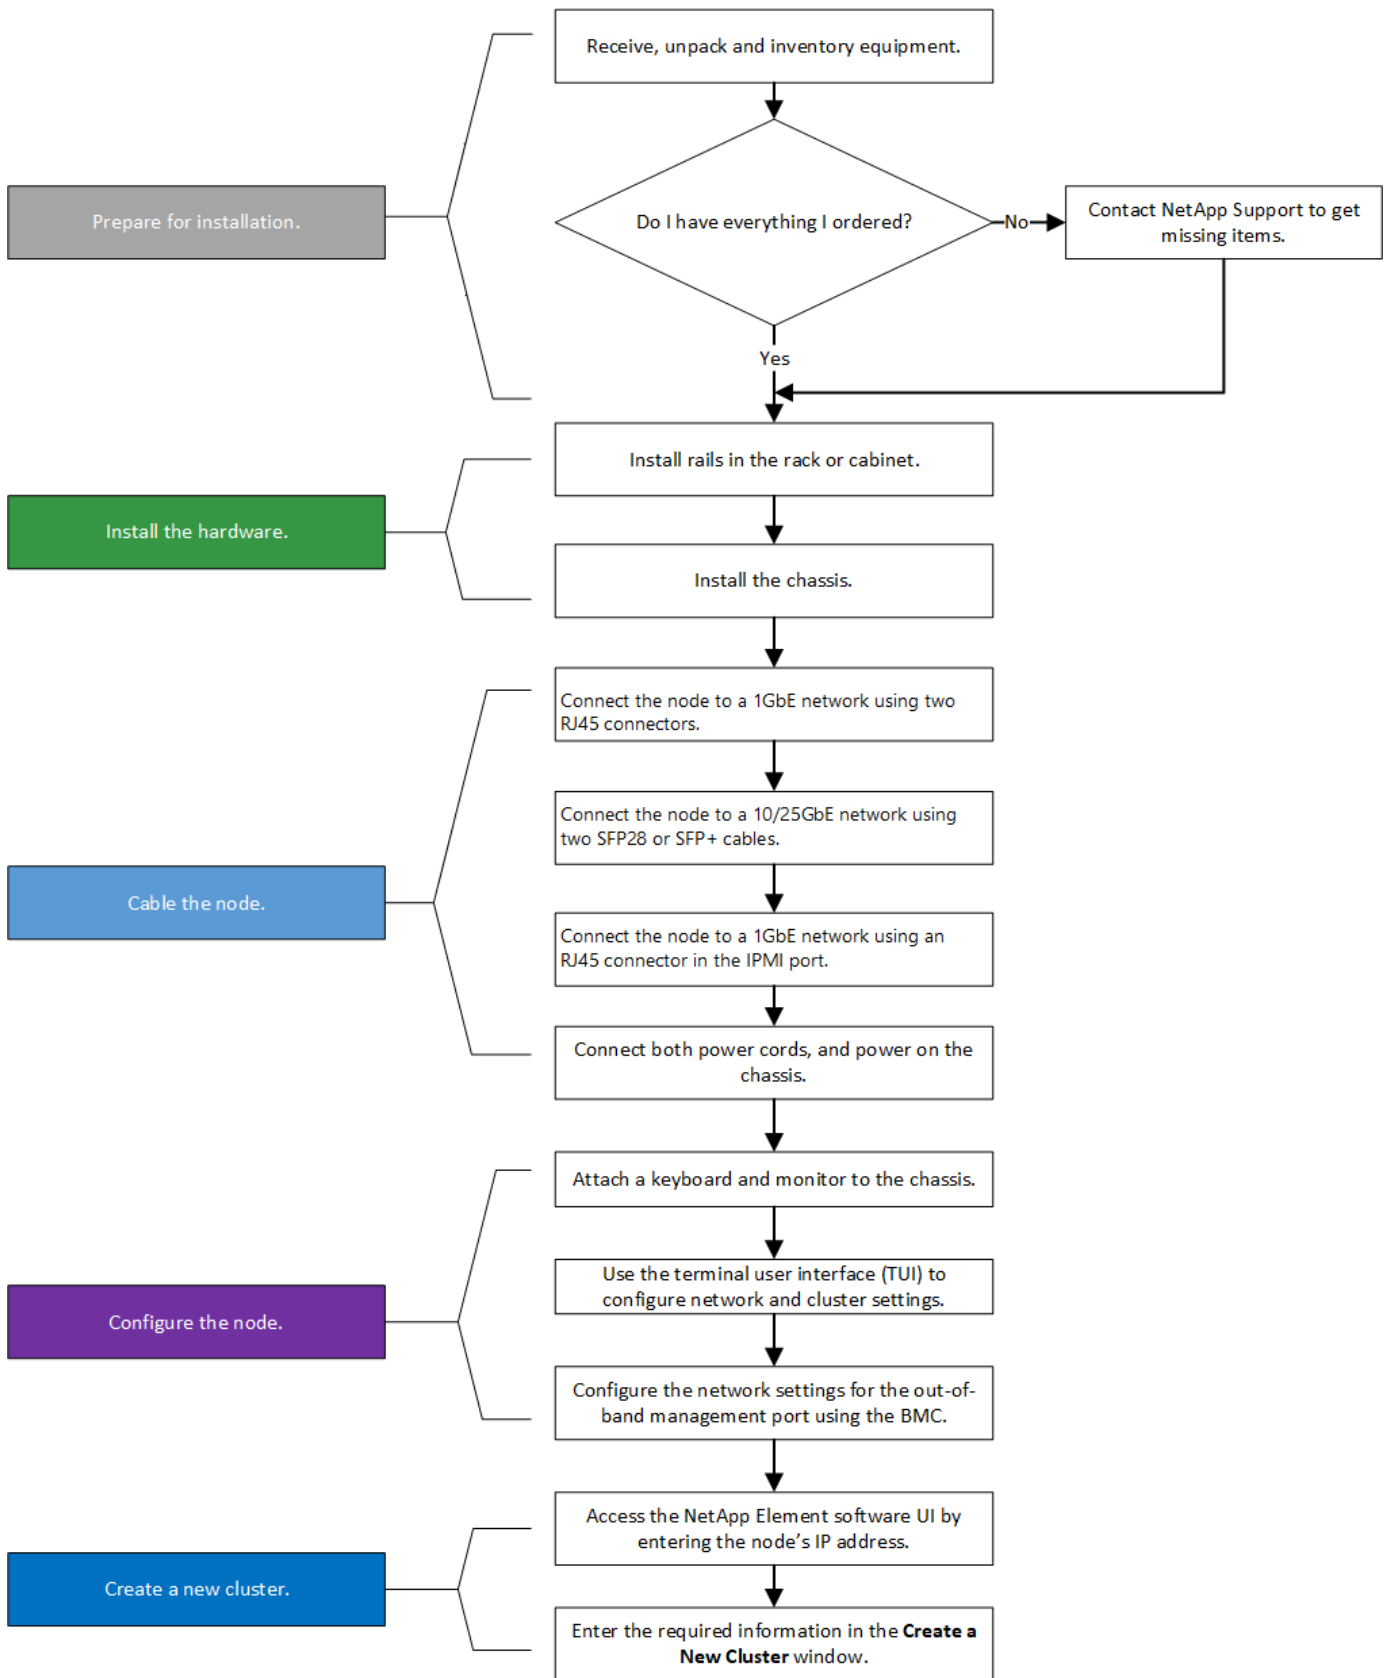 Receive, unpack and inventory equipment.
Prepare for installation.
Do I have everything I ordered?
No
Contact NetApp Support to get
missing items.
Yes
Install rails in the rack or cabinet.
Install the hardware.
Install the chassis.
Connect the node to a 1GbE network using two
RJ45 connectors.
Connect the node to a 10/25GbE network using
two SFP28 or SFP+ cables.
Cable the node.
Connect the node to a 1GbE network using an
RJ45 connector in the IPMI port.
Connect both power cords, and power on the
chassis.
Attach a keyboard and monitor to the chassis.
Use the terminal user interface (TUI) to
configure network and cluster settings.
Configure the node.
Configure the network settings for the out-of-
band management port using the BMC.
Access the NetApp Element software UI by
entering the node’s IP address.
Create a new cluster.
Enter the required information in the Create a
New Cluster window.